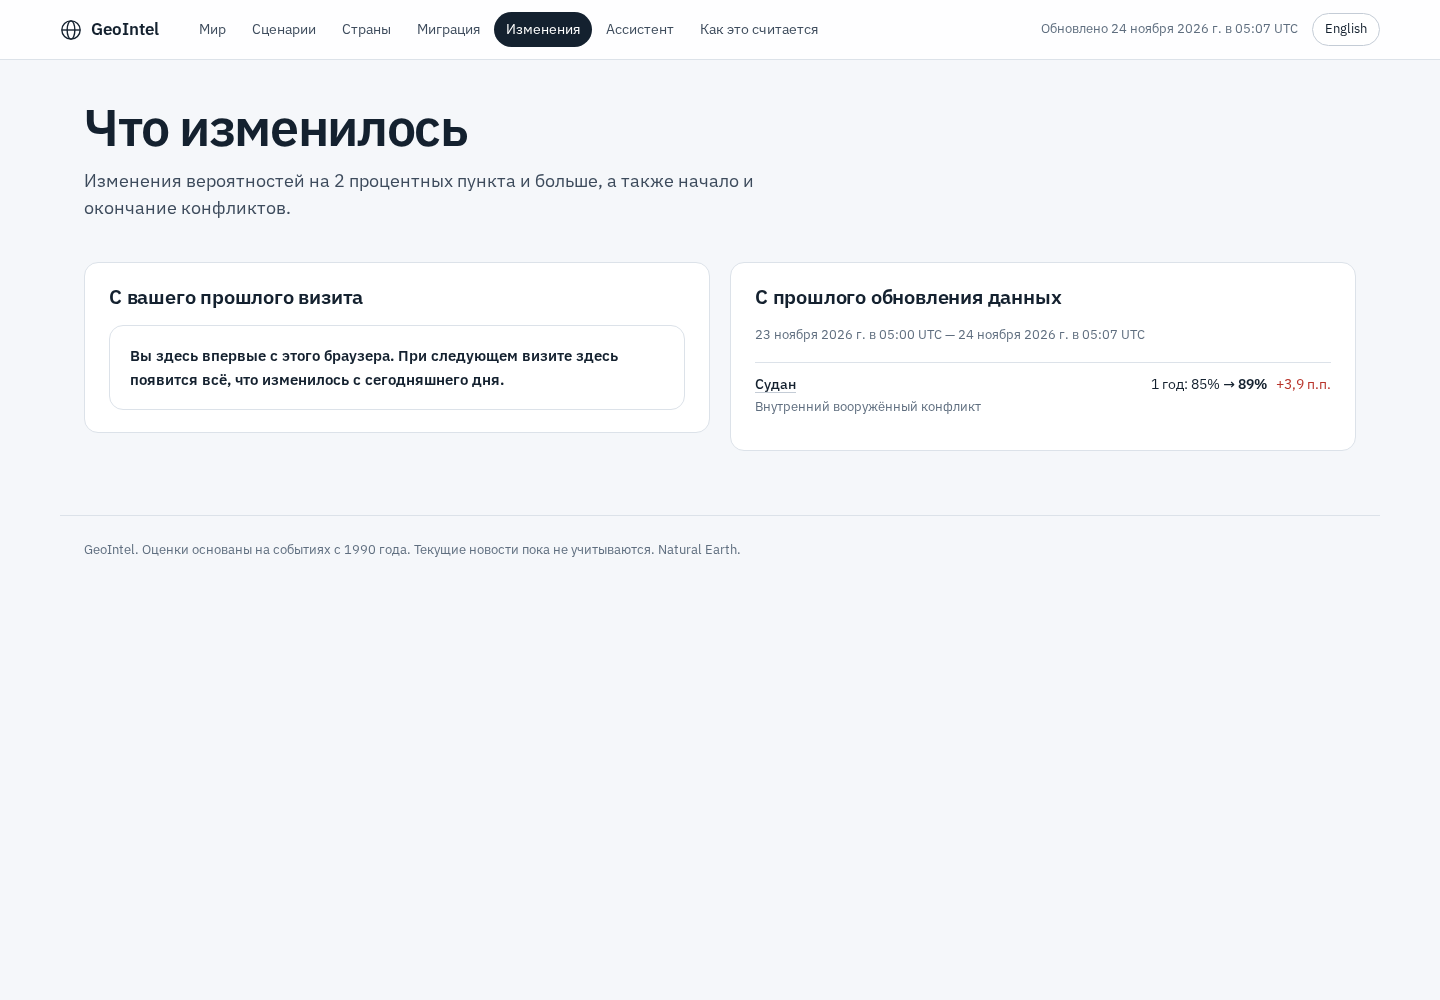 GeoIntel
Мир
Сценарии
Страны
Миграция
Изменения
Ассистент
Как это считается
Обновлено 24 ноября 2026 г. в 05:07 UTC
English
Что изменилось
Изменения вероятностей на 2 процентных пункта и больше, а также начало и
окончание конфликтов.
С вашего прошлого визита
Вы здесь впервые с этого браузера. При следующем визите здесь
появится всё, что изменилось с сегодняшнего дня.
С прошлого обновления данных
23 ноября 2026 г. в 05:00 UTC — 24 ноября 2026 г. в 05:07 UTC
Судан
1 год: 85% → 89% +3,9 п.п.
Внутренний вооружённый конфликт
GeoIntel. Оценки основаны на событиях с 1990 года. Текущие новости пока не учитываются. Natural Earth.